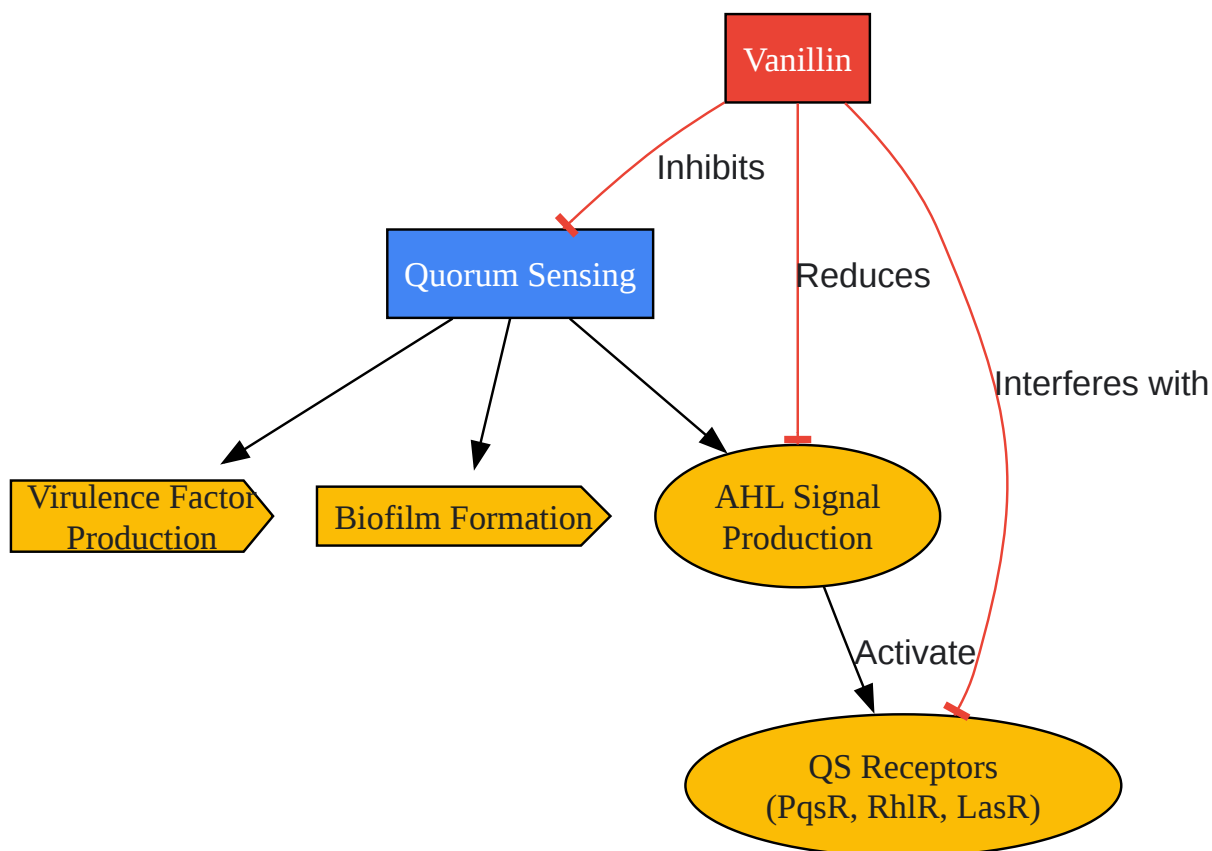 Vanillin
Inhibits
Quorum Sensing
Reduces
Interferes with
Virulence Factor
Production
Biofilm Formation
AHL Signal
Production
Activate
QS Receptors
(PqsR, RhlR, LasR)